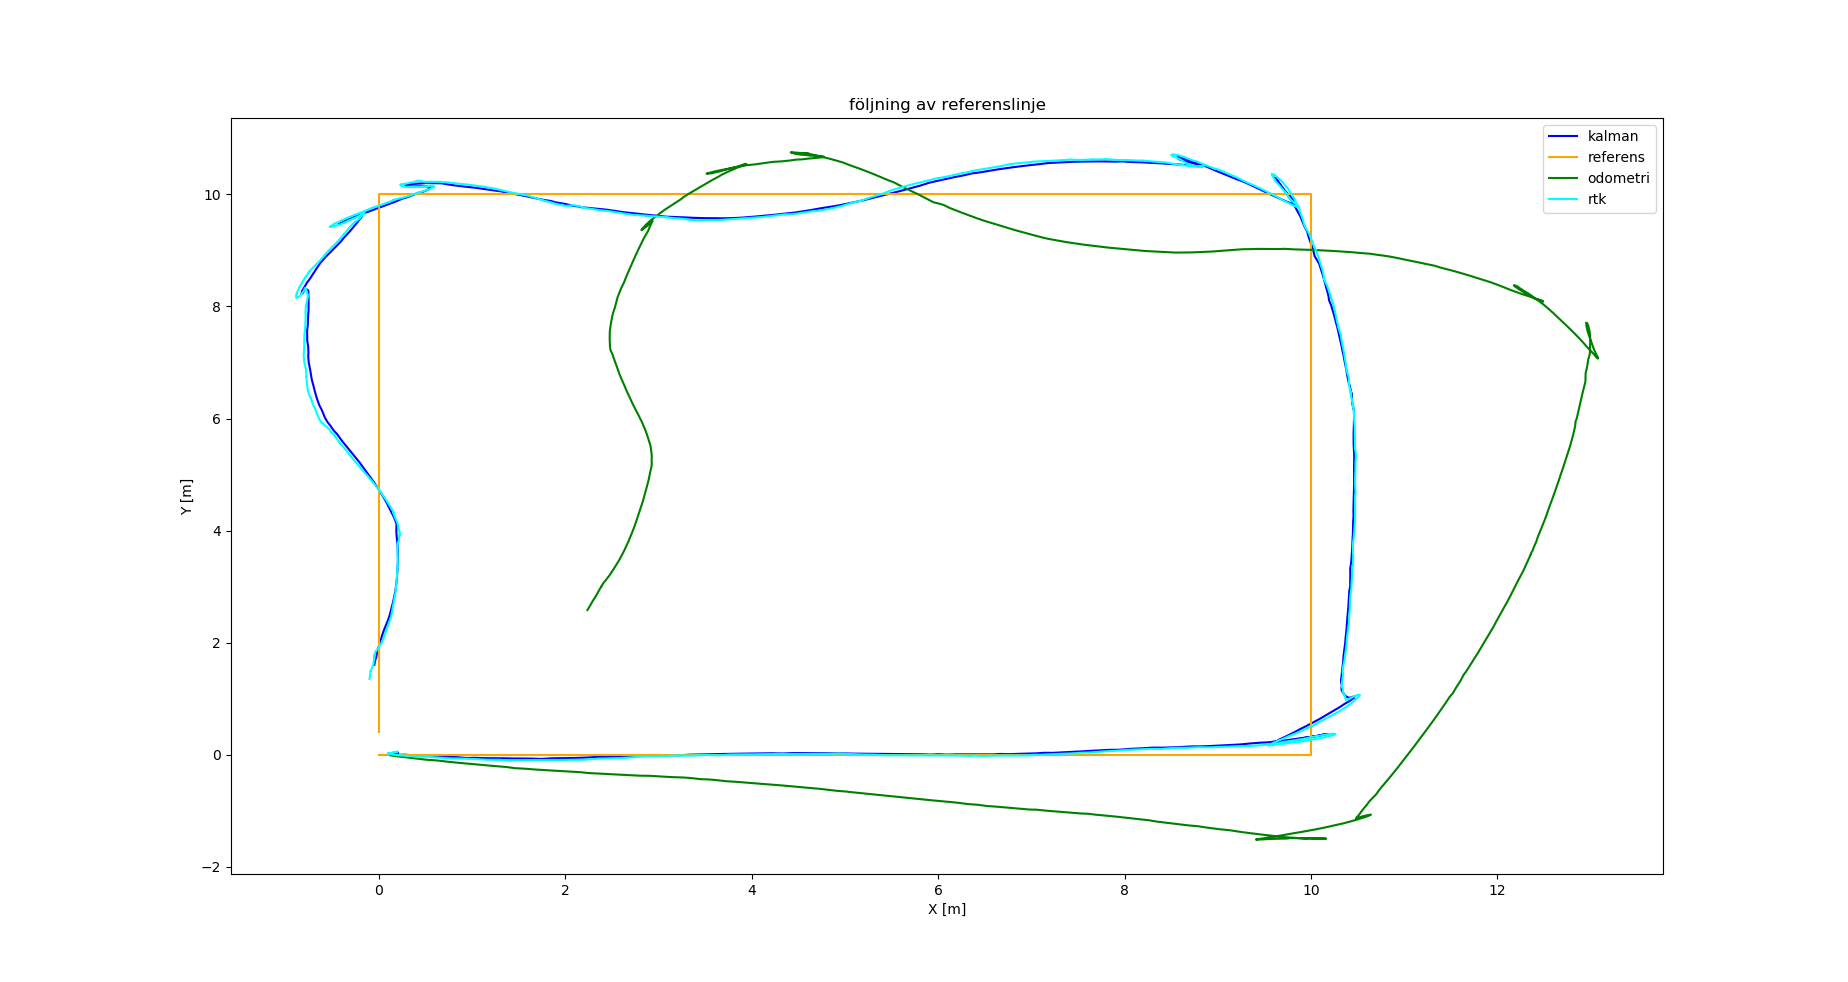 följning av referenslinje
kalman
referens
odometri
rtk
10
8
6
4
2
0
−2
Y [m]
0
2
4
6
8
10
12
X [m]